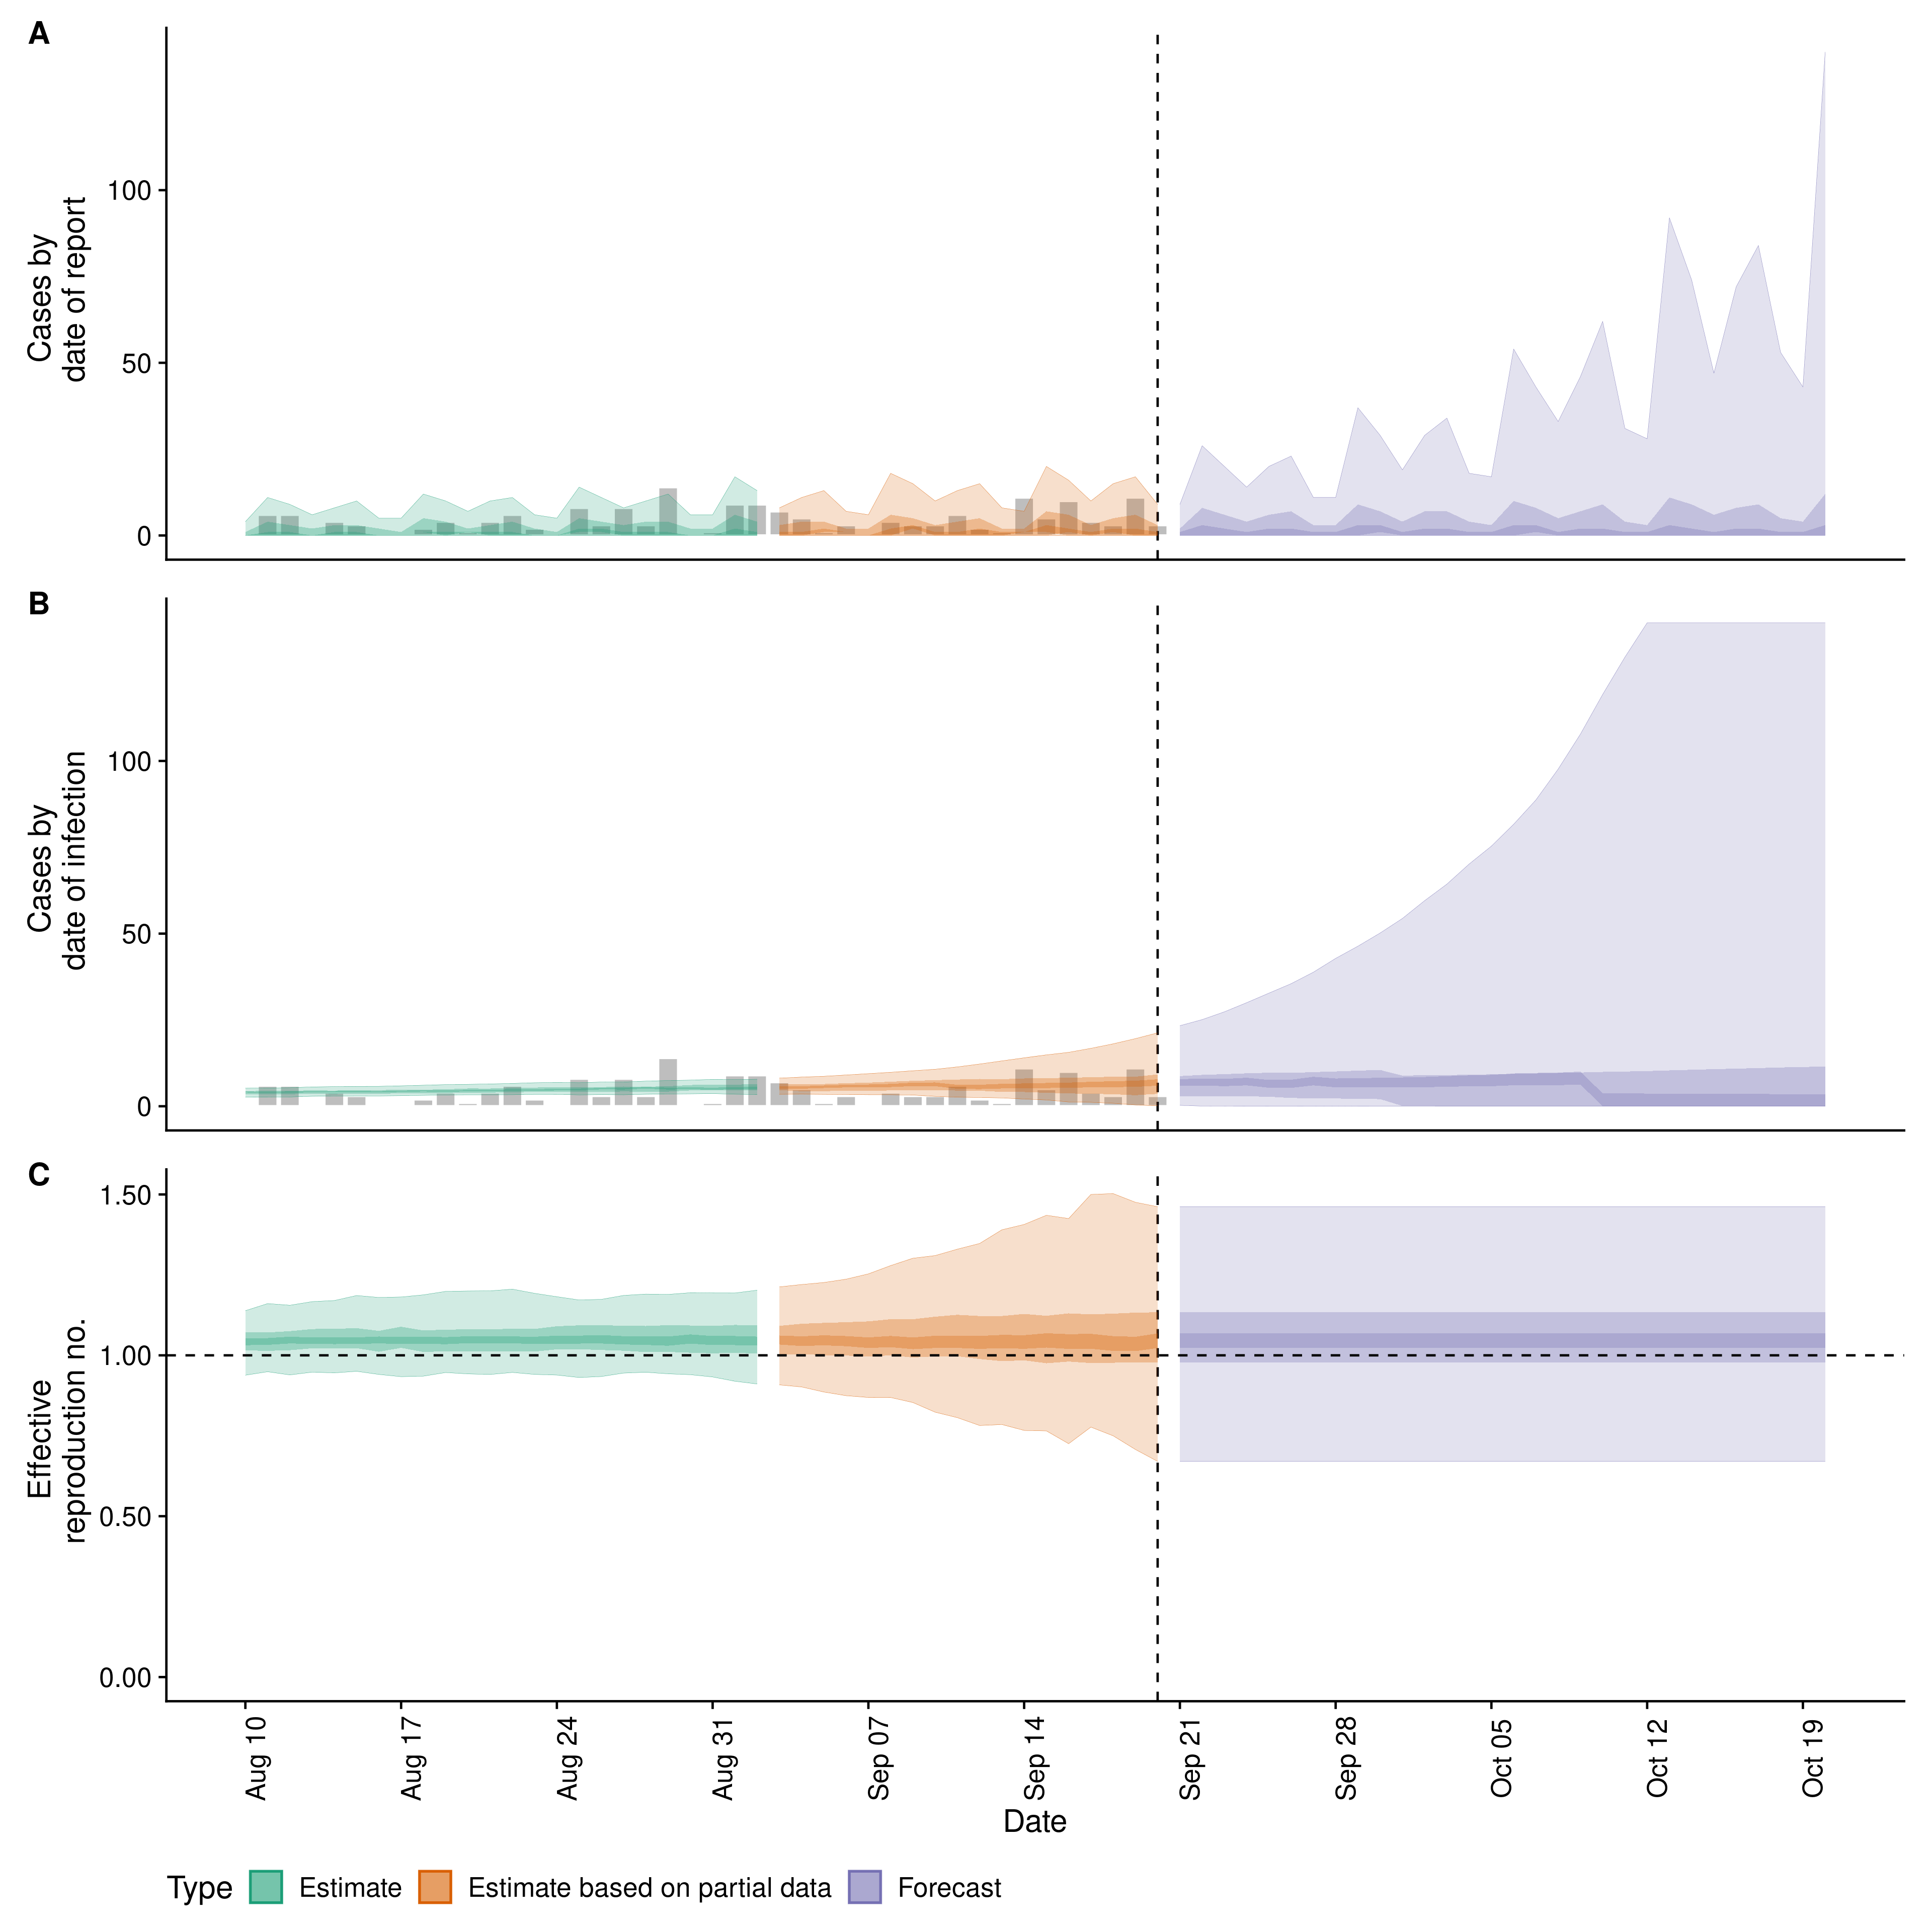 A
Cases by
date of report
100
50
0
B
Cases by
date of infection
100
50
0
C
Effective
reproduction no.
1.50
1.00
0.50
0.00
Aug 10
Aug 17
Aug 24
Aug 31
Sep 07
Sep 14
Sep 21
Sep 28
Oct 05
Oct 12
Oct 19
Date
Type Estimate Estimate based on partial data Forecast